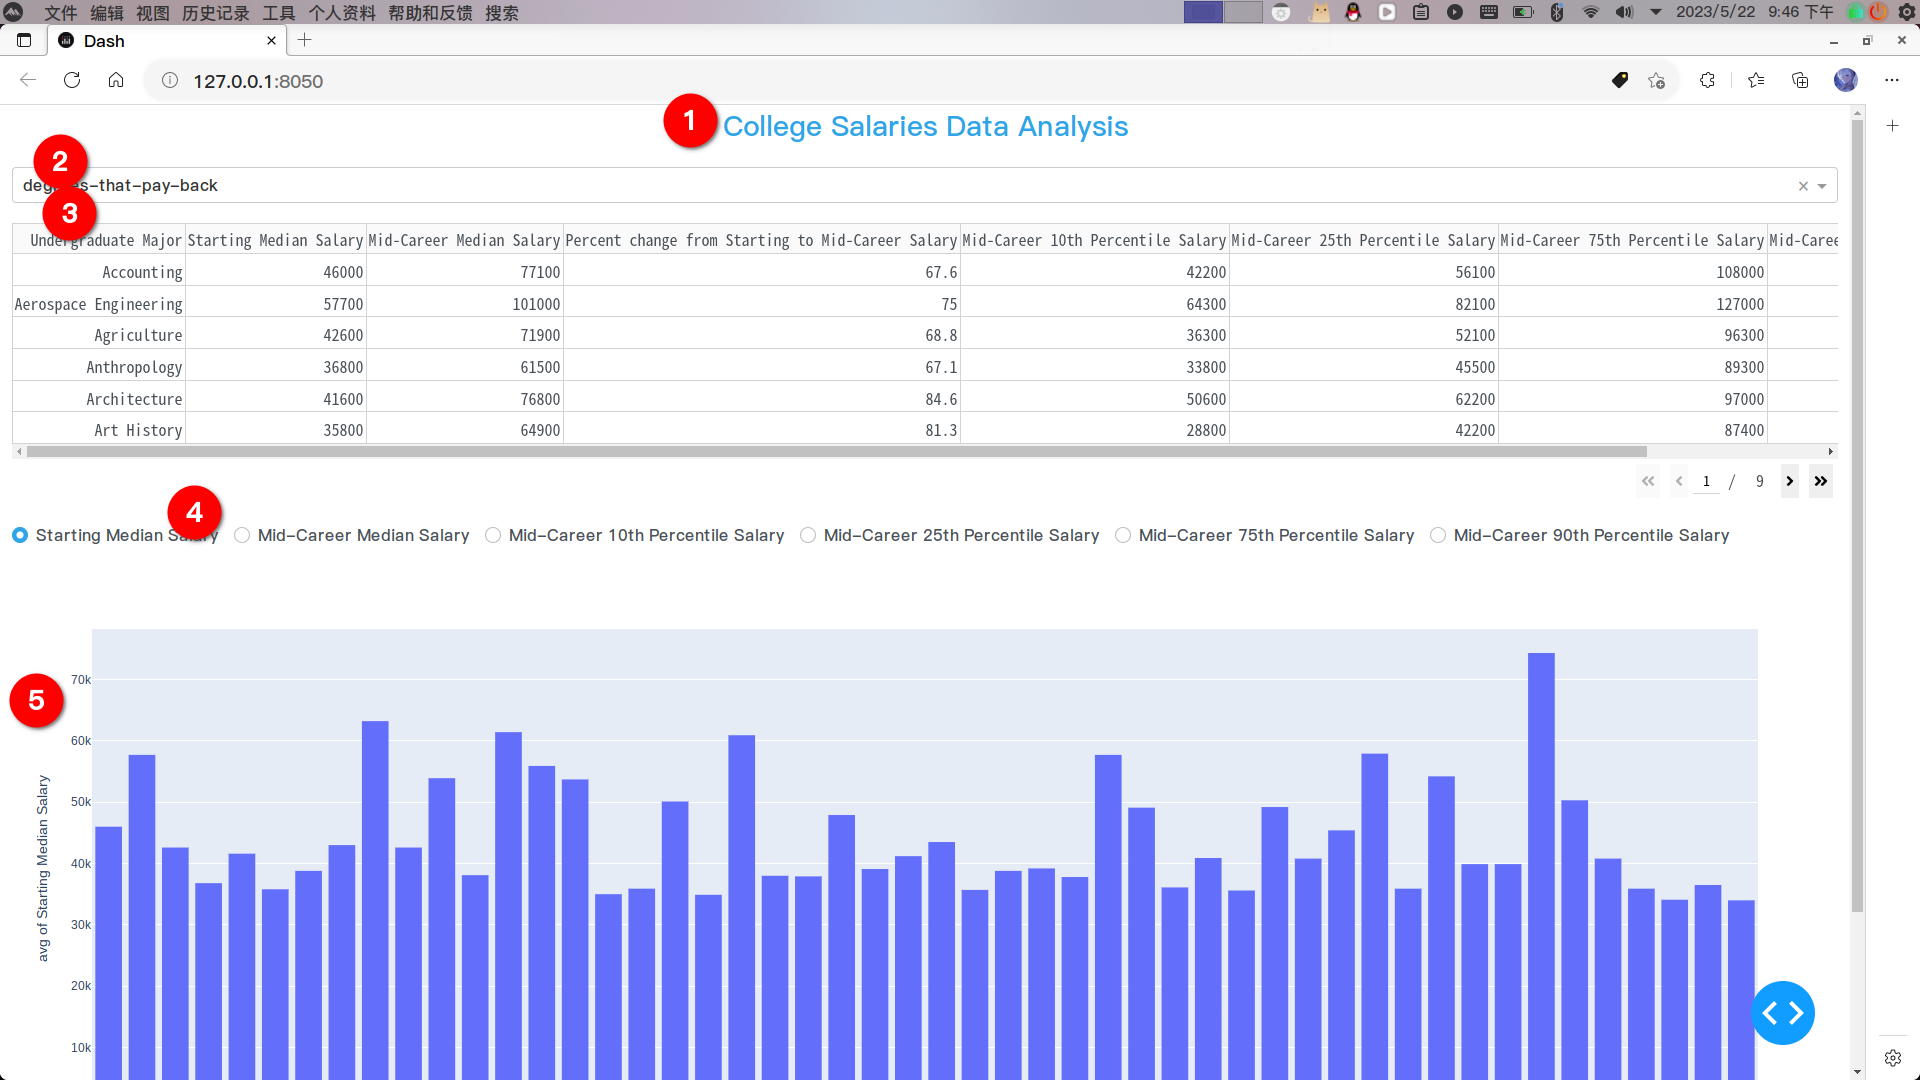 文件 编辑 视图 历史记录 工具 个人资料 帮助和反馈 搜索 2023/5/22 9:46 下午
Dash
127.0.0.1:8050
1 College Salaries Data Analysis
2
degrees-that-pay-back
3
Undergraduate Major Starting Median Salary Mid-Career Median Salary Percent change from Starting to Mid-Career Salary Mid-Career 10th Percentile Salary Mid-Career 25th Percentile Salary Mid-Career 75th Percentile Salary Mid-Caree
Accounting 46000 77100 67.6 42200 56100 108000
Aerospace Engineering 57700 101000 75 64300 82100 127000
Agriculture 42600 71900 68.8 36300 52100 96300
Anthropology 36800 61500 67.1 33800 45500 89300
Architecture 41600 76800 84.6 50600 62200 97000
Art History 35800 64900 81.3 28800 42200 87400
1 / 9
4
Starting Median Salary Mid-Career Median Salary Mid-Career 10th Percentile Salary Mid-Career 25th Percentile Salary Mid-Career 75th Percentile Salary Mid-Career 90th Percentile Salary
5
70k
60k
50k
40k
30k
20k
10k
avg of Starting Median Salary